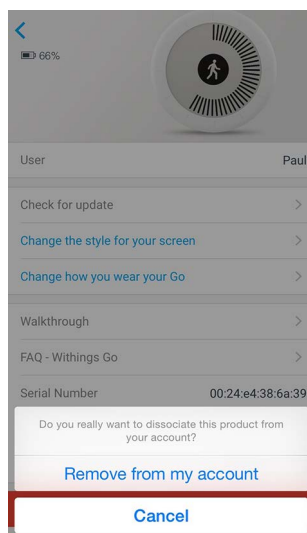 66%
User Paul
Check for update
Change the style for your screen
Change how you wear your Go
Walkthrough
FAQ - Withings Go
Serial Number 00:24:e4:38:6a:39
Do you really want to dissociate this product from
your account?
Remove from my account
Cancel